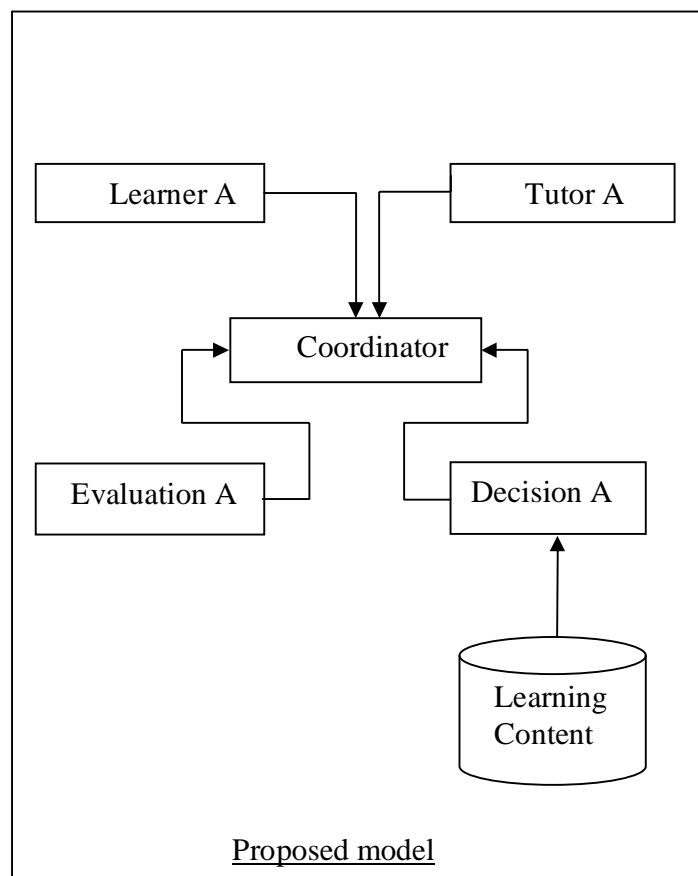 Learner A
Tutor A
Coordinator
Evaluation A
Decision A
Learning
Content
Proposed model